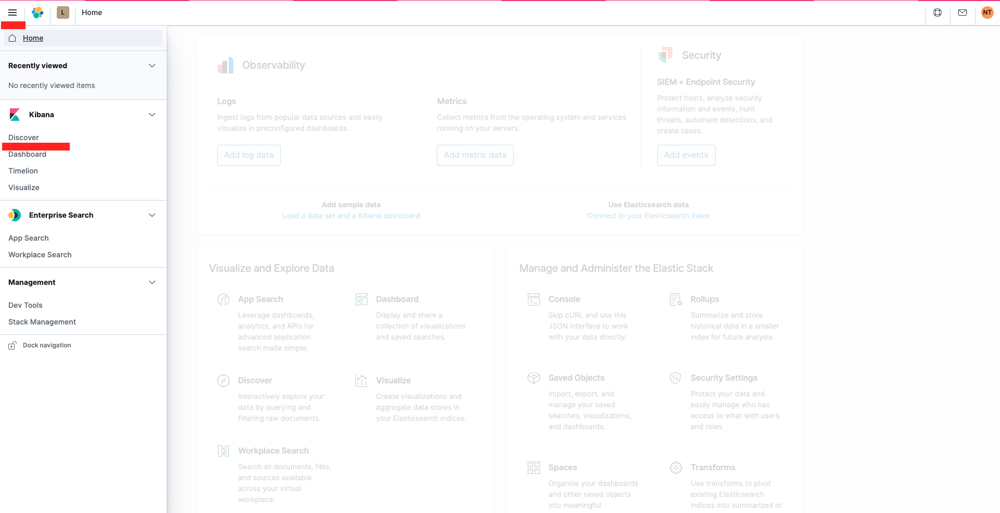 L
Home
NT
Home
Recently viewed
No recently viewed items
Kibana
Discover
Dashboard
Timelion
Visualize
Enterprise Search
App Search
Workplace Search
Management
Dev Tools
Stack Management
Dock navigation
Observability
Logs
Ingest logs from popular data sources and easily
visualize in preconfigured dashboards.
Add log data
Metrics
Collect metrics from the operating system and services
running on your servers.
Add metric data
Security
SIEM + Endpoint Security
Protect hosts, analyze security
information and events, hunt
threats, automate detections, and
create cases.
Add events
Add sample data
Load a data set and a Kibana dashboard
Use Elasticsearch data
Connect to your Elasticsearch index
Visualize and Explore Data
App Search
Leverage dashboards,
analytics, and APIs for
advanced application
search made simple.
Dashboard
Display and share a
collection of visualizations
and saved searches.
Discover
Interactively explore your
data by querying and
filtering raw documents.
Visualize
Create visualizations and
aggregate data stores in
your Elasticsearch indices.
Workplace Search
Search all documents, files,
and sources available
across your virtual
workplace.
Manage and Administer the Elastic Stack
Console
Skip cURL and use this
JSON interface to work
with your data directly.
Rollups
Summarize and store
historical data in a smaller
index for future analysis.
Saved Objects
Import, export, and
manage your saved
searches, visualizations,
and dashboards.
Security Settings
Protect your data and
easily manage who has
access to what with users
and roles.
Spaces
Organize your dashboards
and other saved objects
into meaningful
Transforms
Use transforms to pivot
existing Elasticsearch
indices into summarized or